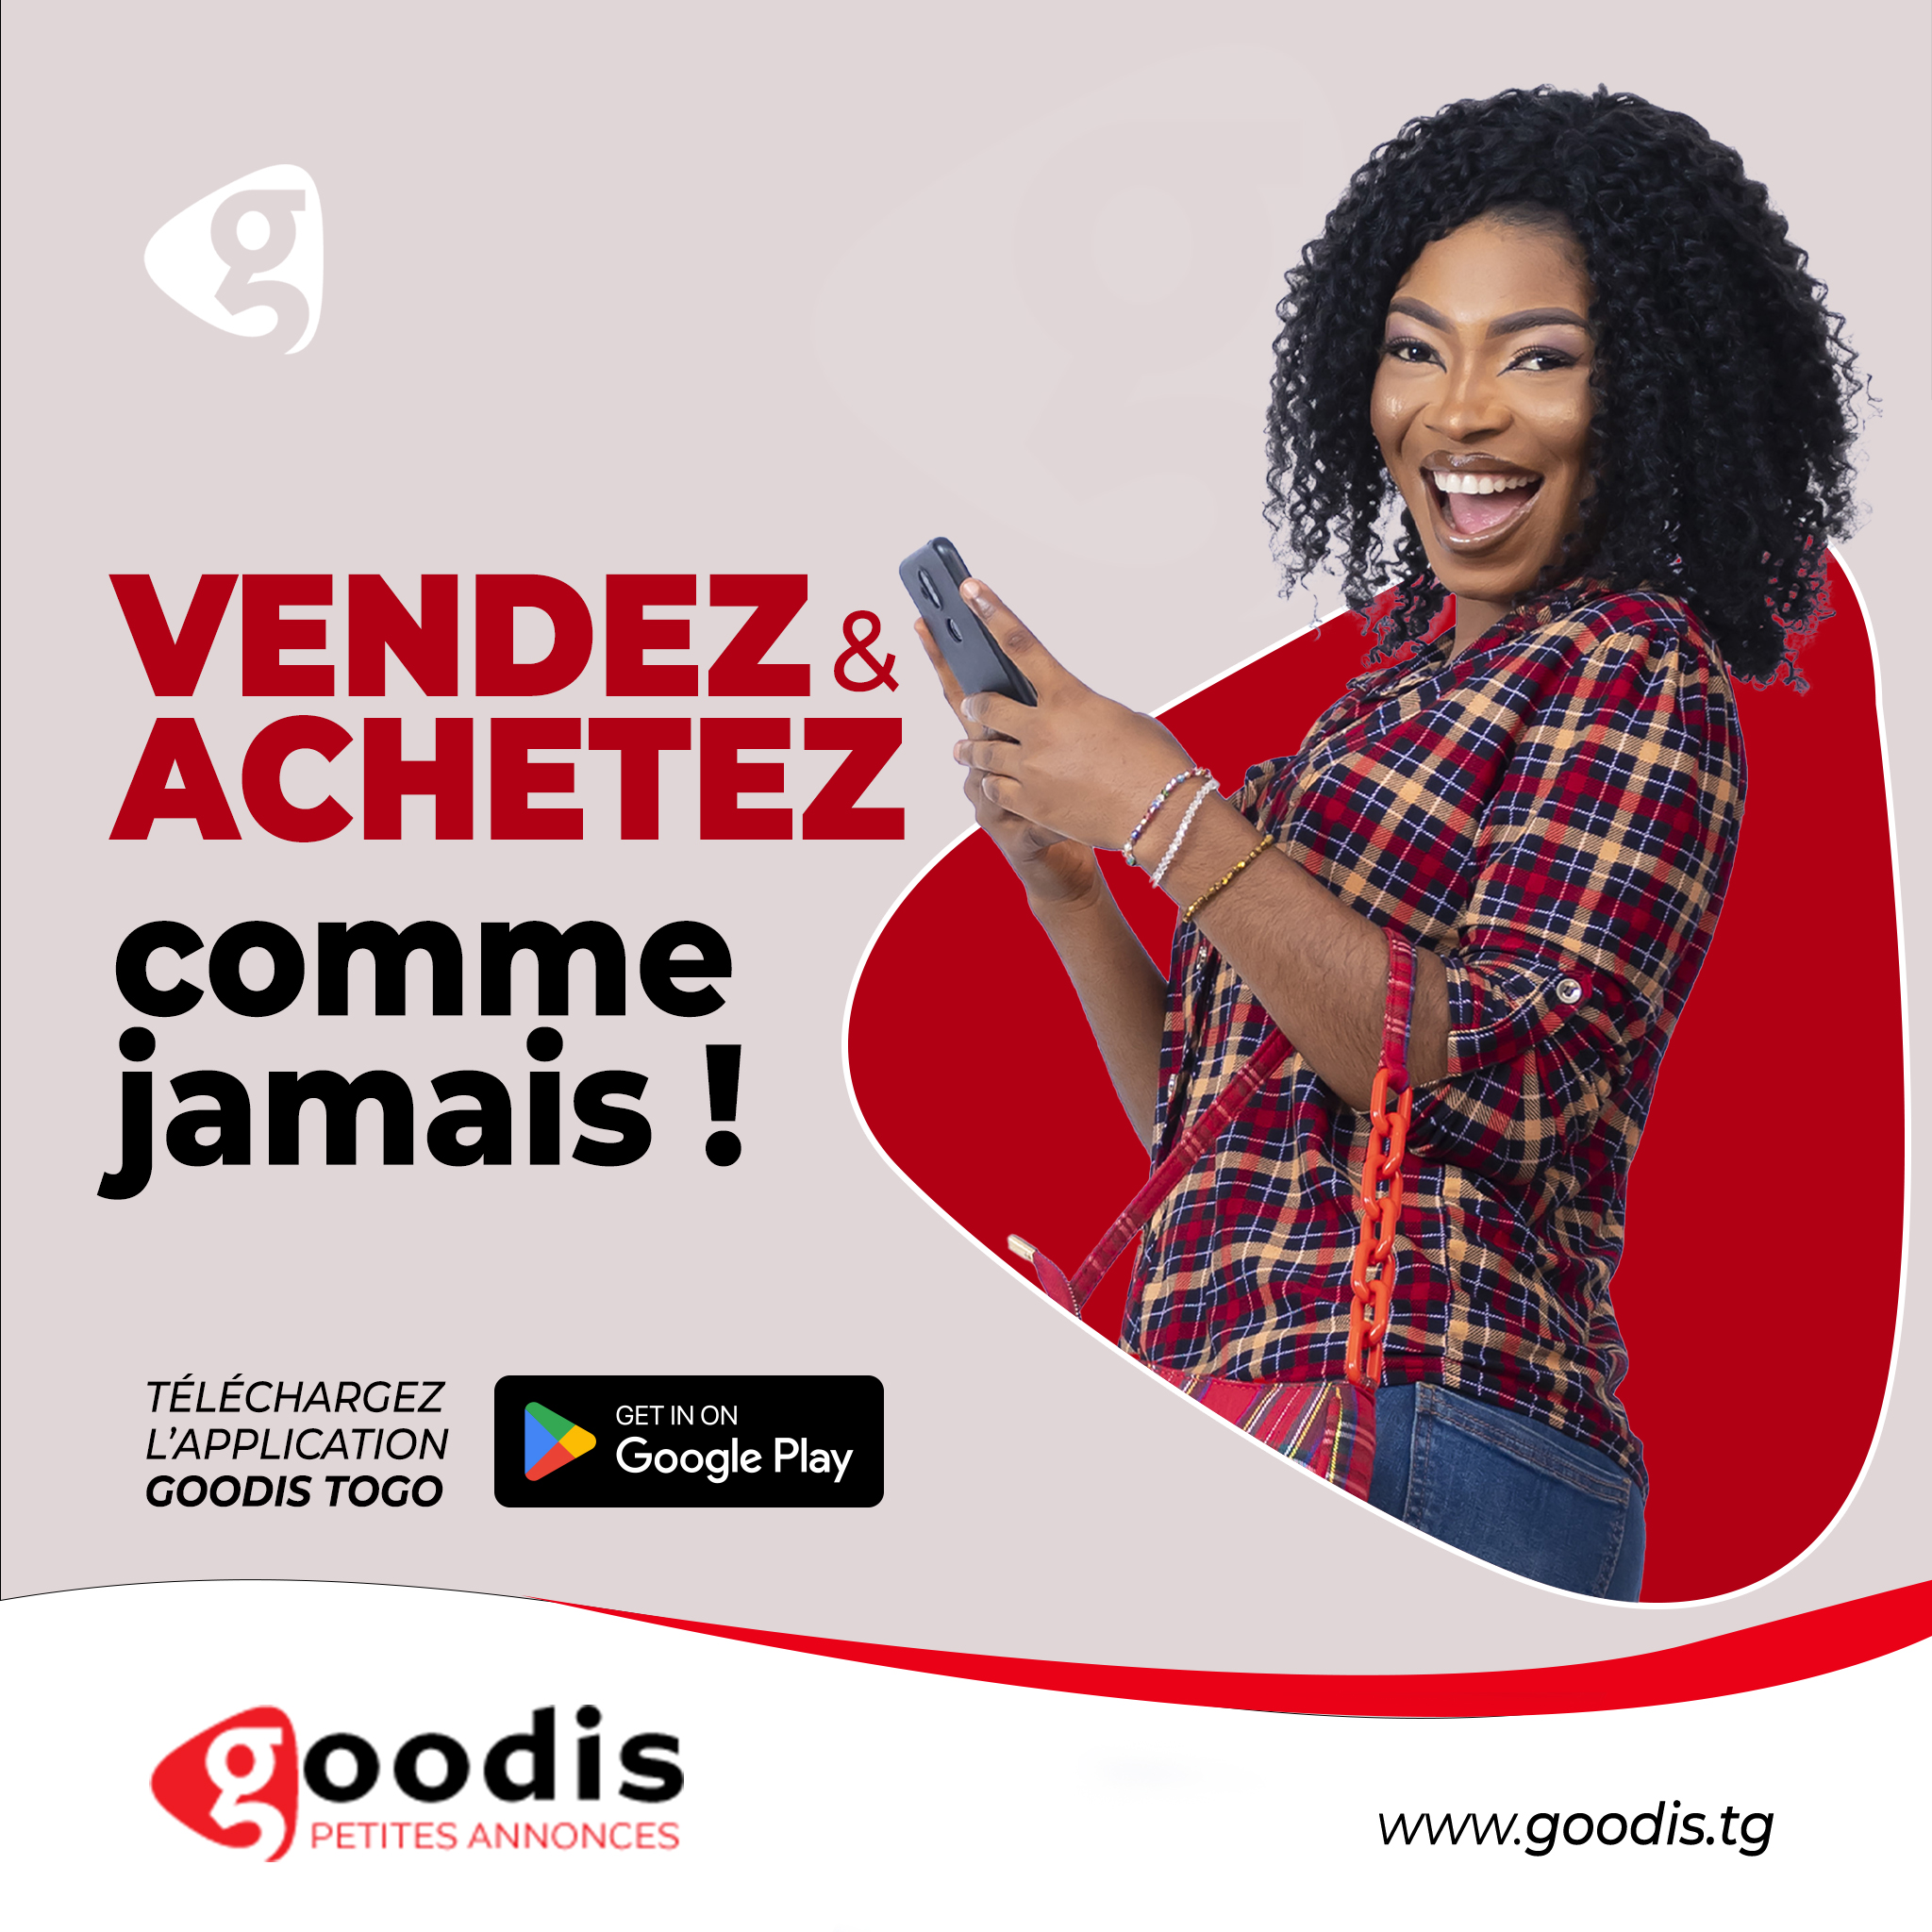 g
VENDEZ &
ACHETEZ
comme
jamais !
TÉLÉCHARGEZ
L'APPLICATION
GOODIS TOGO
GET IN ON
Google Play
goodis
PETITES ANNONCES
www.goodis.tg